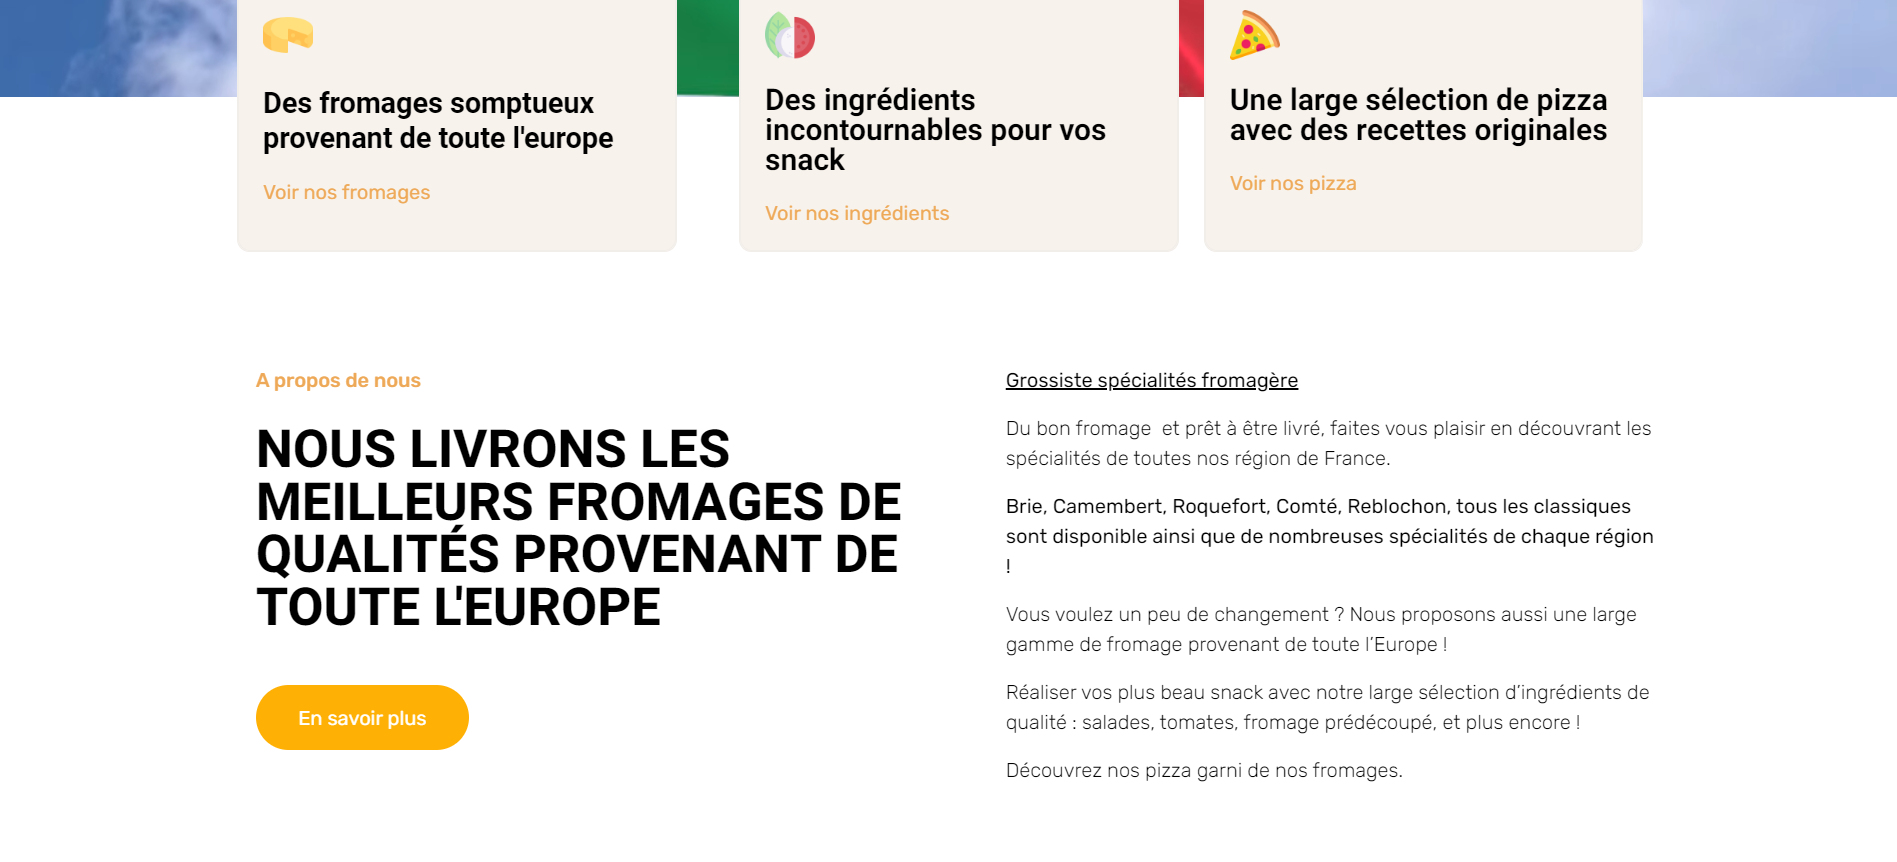 Des fromages somptueux
provenant de toute l'europe
Voir nos fromages
Des ingrédients
incontournables pour vos
snack
Voir nos ingrédients
Une large sélection de pizza
avec des recettes originales
Voir nos pizza
A propos de nous
NOUS LIVRONS LES
MEILLEURS FROMAGES DE
QUALITÉS PROVENANT DE
TOUTE L'EUROPE
En savoir plus
Grossiste spécialités fromagère
Du bon fromage  et prêt à être livré, faites vous plaisir en découvrant les
spécialités de toutes nos région de France.
Brie, Camembert, Roquefort, Comté, Reblochon, tous les classiques
sont disponible ainsi que de nombreuses spécialités de chaque région
!
Vous voulez un peu de changement ? Nous proposons aussi une large
gamme de fromage provenant de toute l’Europe !
Réaliser vos plus beau snack avec notre large sélection d’ingrédients de
qualité : salades, tomates, fromage prédécoupé, et plus encore !
Découvrez nos pizza garni de nos fromages.